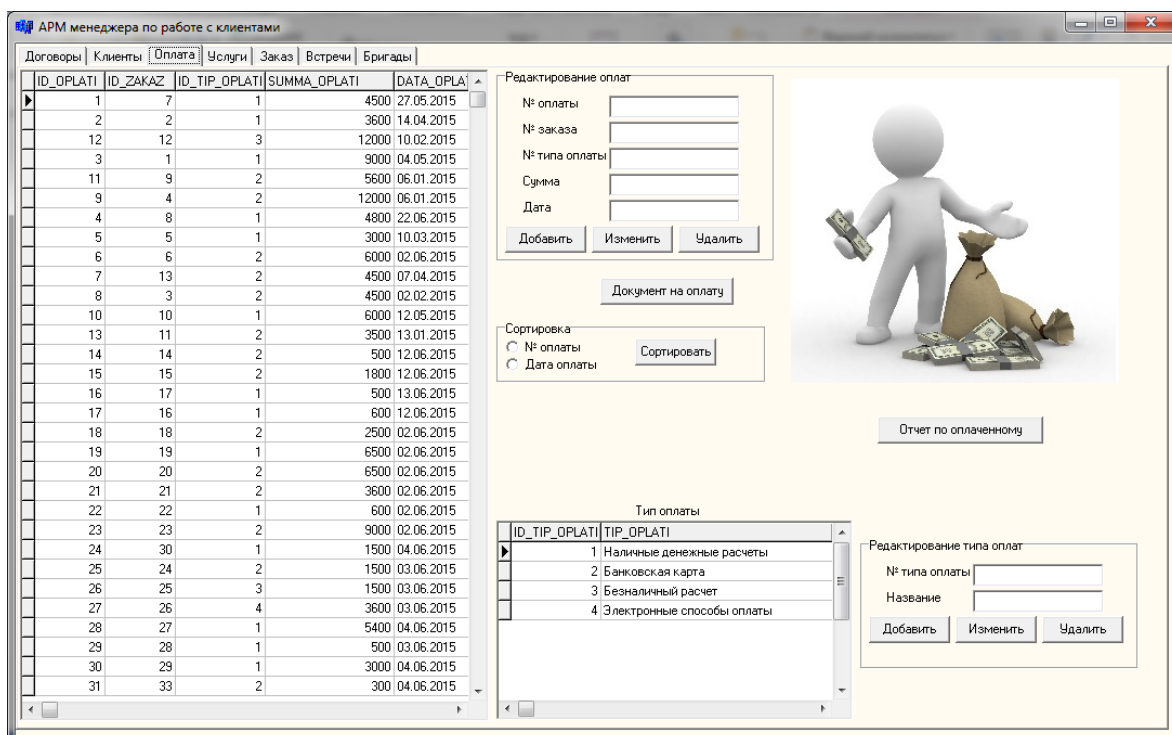 АРМ менеджера по работе с клиентами
Договоры Клиенты Оплата Услуги Заказ Встречи Бригады
ID_OPLATI ID_ZAKAZ ID_TIP_OPLATI SUMMA_OPLATI DATA_OPLA
1 7 1 4500 27.05.2015
2 2 1 3600 14.04.2015
12 12 3 12000 10.02.2015
3 1 1 9000 04.05.2015
11 9 2 5600 06.01.2015
9 4 2 12000 06.01.2015
4 8 1 4800 22.06.2015
5 5 1 3000 10.03.2015
6 6 2 6000 02.06.2015
7 13 2 4500 07.04.2015
8 3 2 4500 02.02.2015
10 10 1 6000 12.05.2015
13 11 2 3500 13.01.2015
14 14 2 500 12.06.2015
15 15 2 1800 12.06.2015
16 17 1 500 13.06.2015
17 16 1 600 12.06.2015
18 18 2 2500 02.06.2015
19 19 1 6500 02.06.2015
20 20 2 6500 02.06.2015
21 21 2 3600 02.06.2015
22 22 1 600 02.06.2015
23 23 2 9000 02.06.2015
24 30 1 1500 04.06.2015
25 24 2 1500 03.06.2015
26 25 3 1500 03.06.2015
27 26 4 3600 03.06.2015
28 27 1 5400 04.06.2015
29 28 1 500 03.06.2015
30 29 1 3000 04.06.2015
31 33 2 300 04.06.2015
Редактирование оплат
№ оплаты
№ заказа
№ типа оплаты
Сумма
Дата
Добавить Изменить Удалить
Документ на оплату
Сортировка
№ оплаты
Дата оплаты
Сортировать
Отчет по оплаченному
Тип оплаты
ID_TIP_OPLATI TIP_OPLATI
1 Наличные денежные расчеты
2 Банковская карта
3 Безналичный расчет
4 Электронные способы оплаты
Редактирование типа оплат
№ типа оплаты
Название
Добавить Изменить Удалить